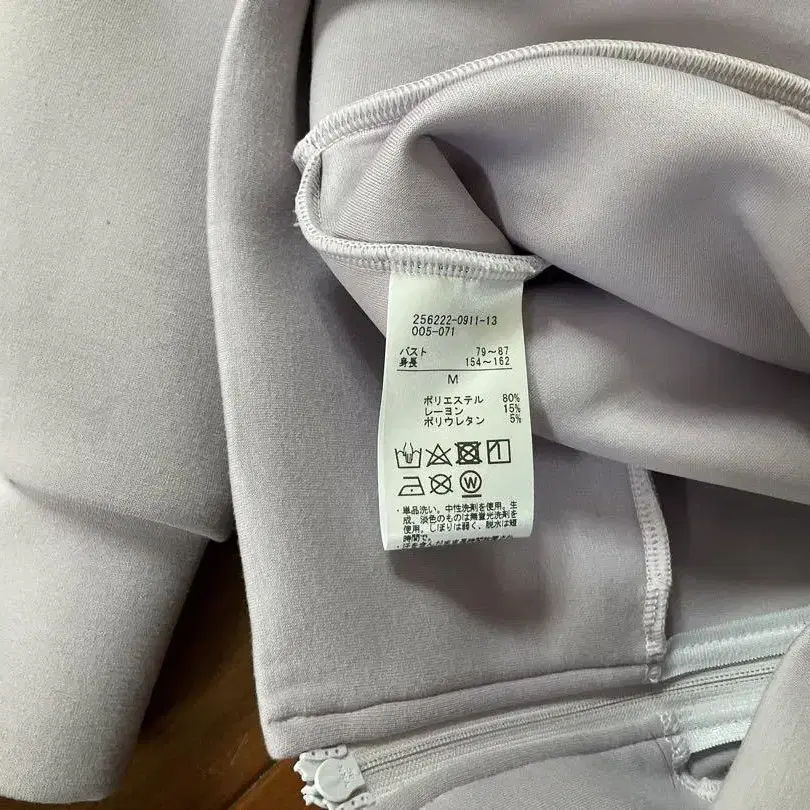 256222-0911-13
005-071
バスト 79～87
身長 154～162
M
ポリエステル 80%
レーヨン 15%
ポリウレタン 5%
W
・単品洗い。中性洗剤を使用。生
成、淡色のものは無蛍光洗剤を
使用。しぼりは弱く、脱水は短
時間で。